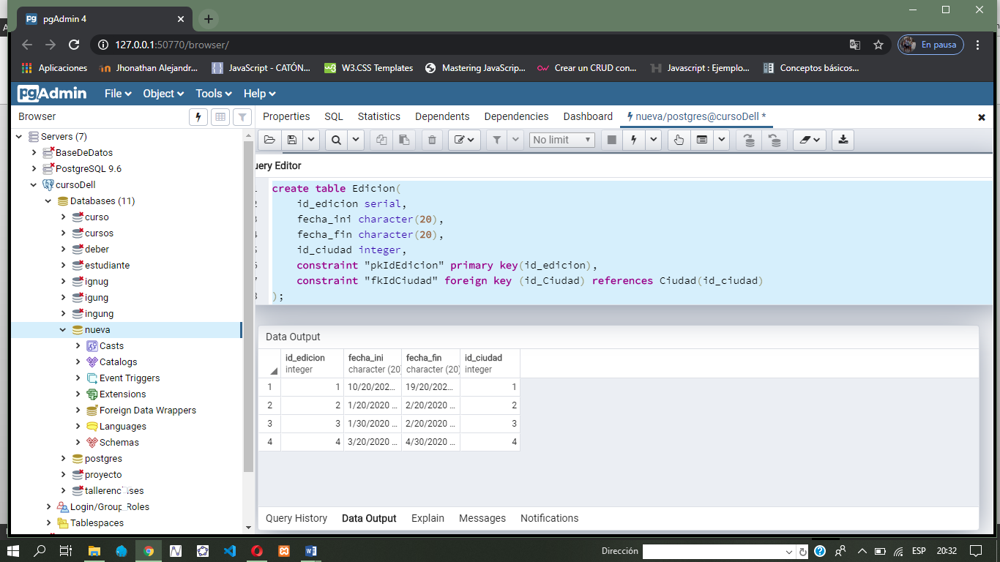 pgAdmin 4
127.0.0.1:50770/browser/
En pausa
Aplicaciones
Jhonathan Alejandr...
JavaScript - CATÓN...
W3.CSS Templates
Mastering JavaScrip...
Crear un CRUD con...
Javascript : Ejemplo...
Conceptos básicos...
pgAdmin File Object Tools Help
Browser
Properties SQL Statistics Dependents Dependencies Dashboard nueva/postgres@cursoDell *
Servers (7)
BaseDeDatos
PostgreSQL 9.6
cursoDell
Databases (11)
curso
cursos
deber
estudiante
ignug
igung
ingung
nueva
Casts
Catalogs
Event Triggers
Extensions
Foreign Data Wrappers
Languages
Schemas
postgres
proyecto
Tablespaces
No limit
uery Editor
create table Edicion(
id_edicion serial,
fecha_ini character(20),
fecha_fin character(20),
id_ciudad integer,
constraint "pkIdEdicion" primary key(id_edicion),
constraint "fkIdCiudad" foreign key (id_Ciudad) references Ciudad(id_ciudad)
);
Data Output
id_edicion fecha_ini fecha_fin id_ciudad
integer character (20) character (20) integer
1 1 10/20/202... 19/20/202... 1
2 2 1/20/2020 ... 2/20/2020 ... 2
3 3 1/30/2020 ... 2/20/2020 ... 3
4 4 3/20/2020 ... 4/30/2020 ... 4
Query History Data Output Explain Messages Notifications
Dirección
ESP 20:32